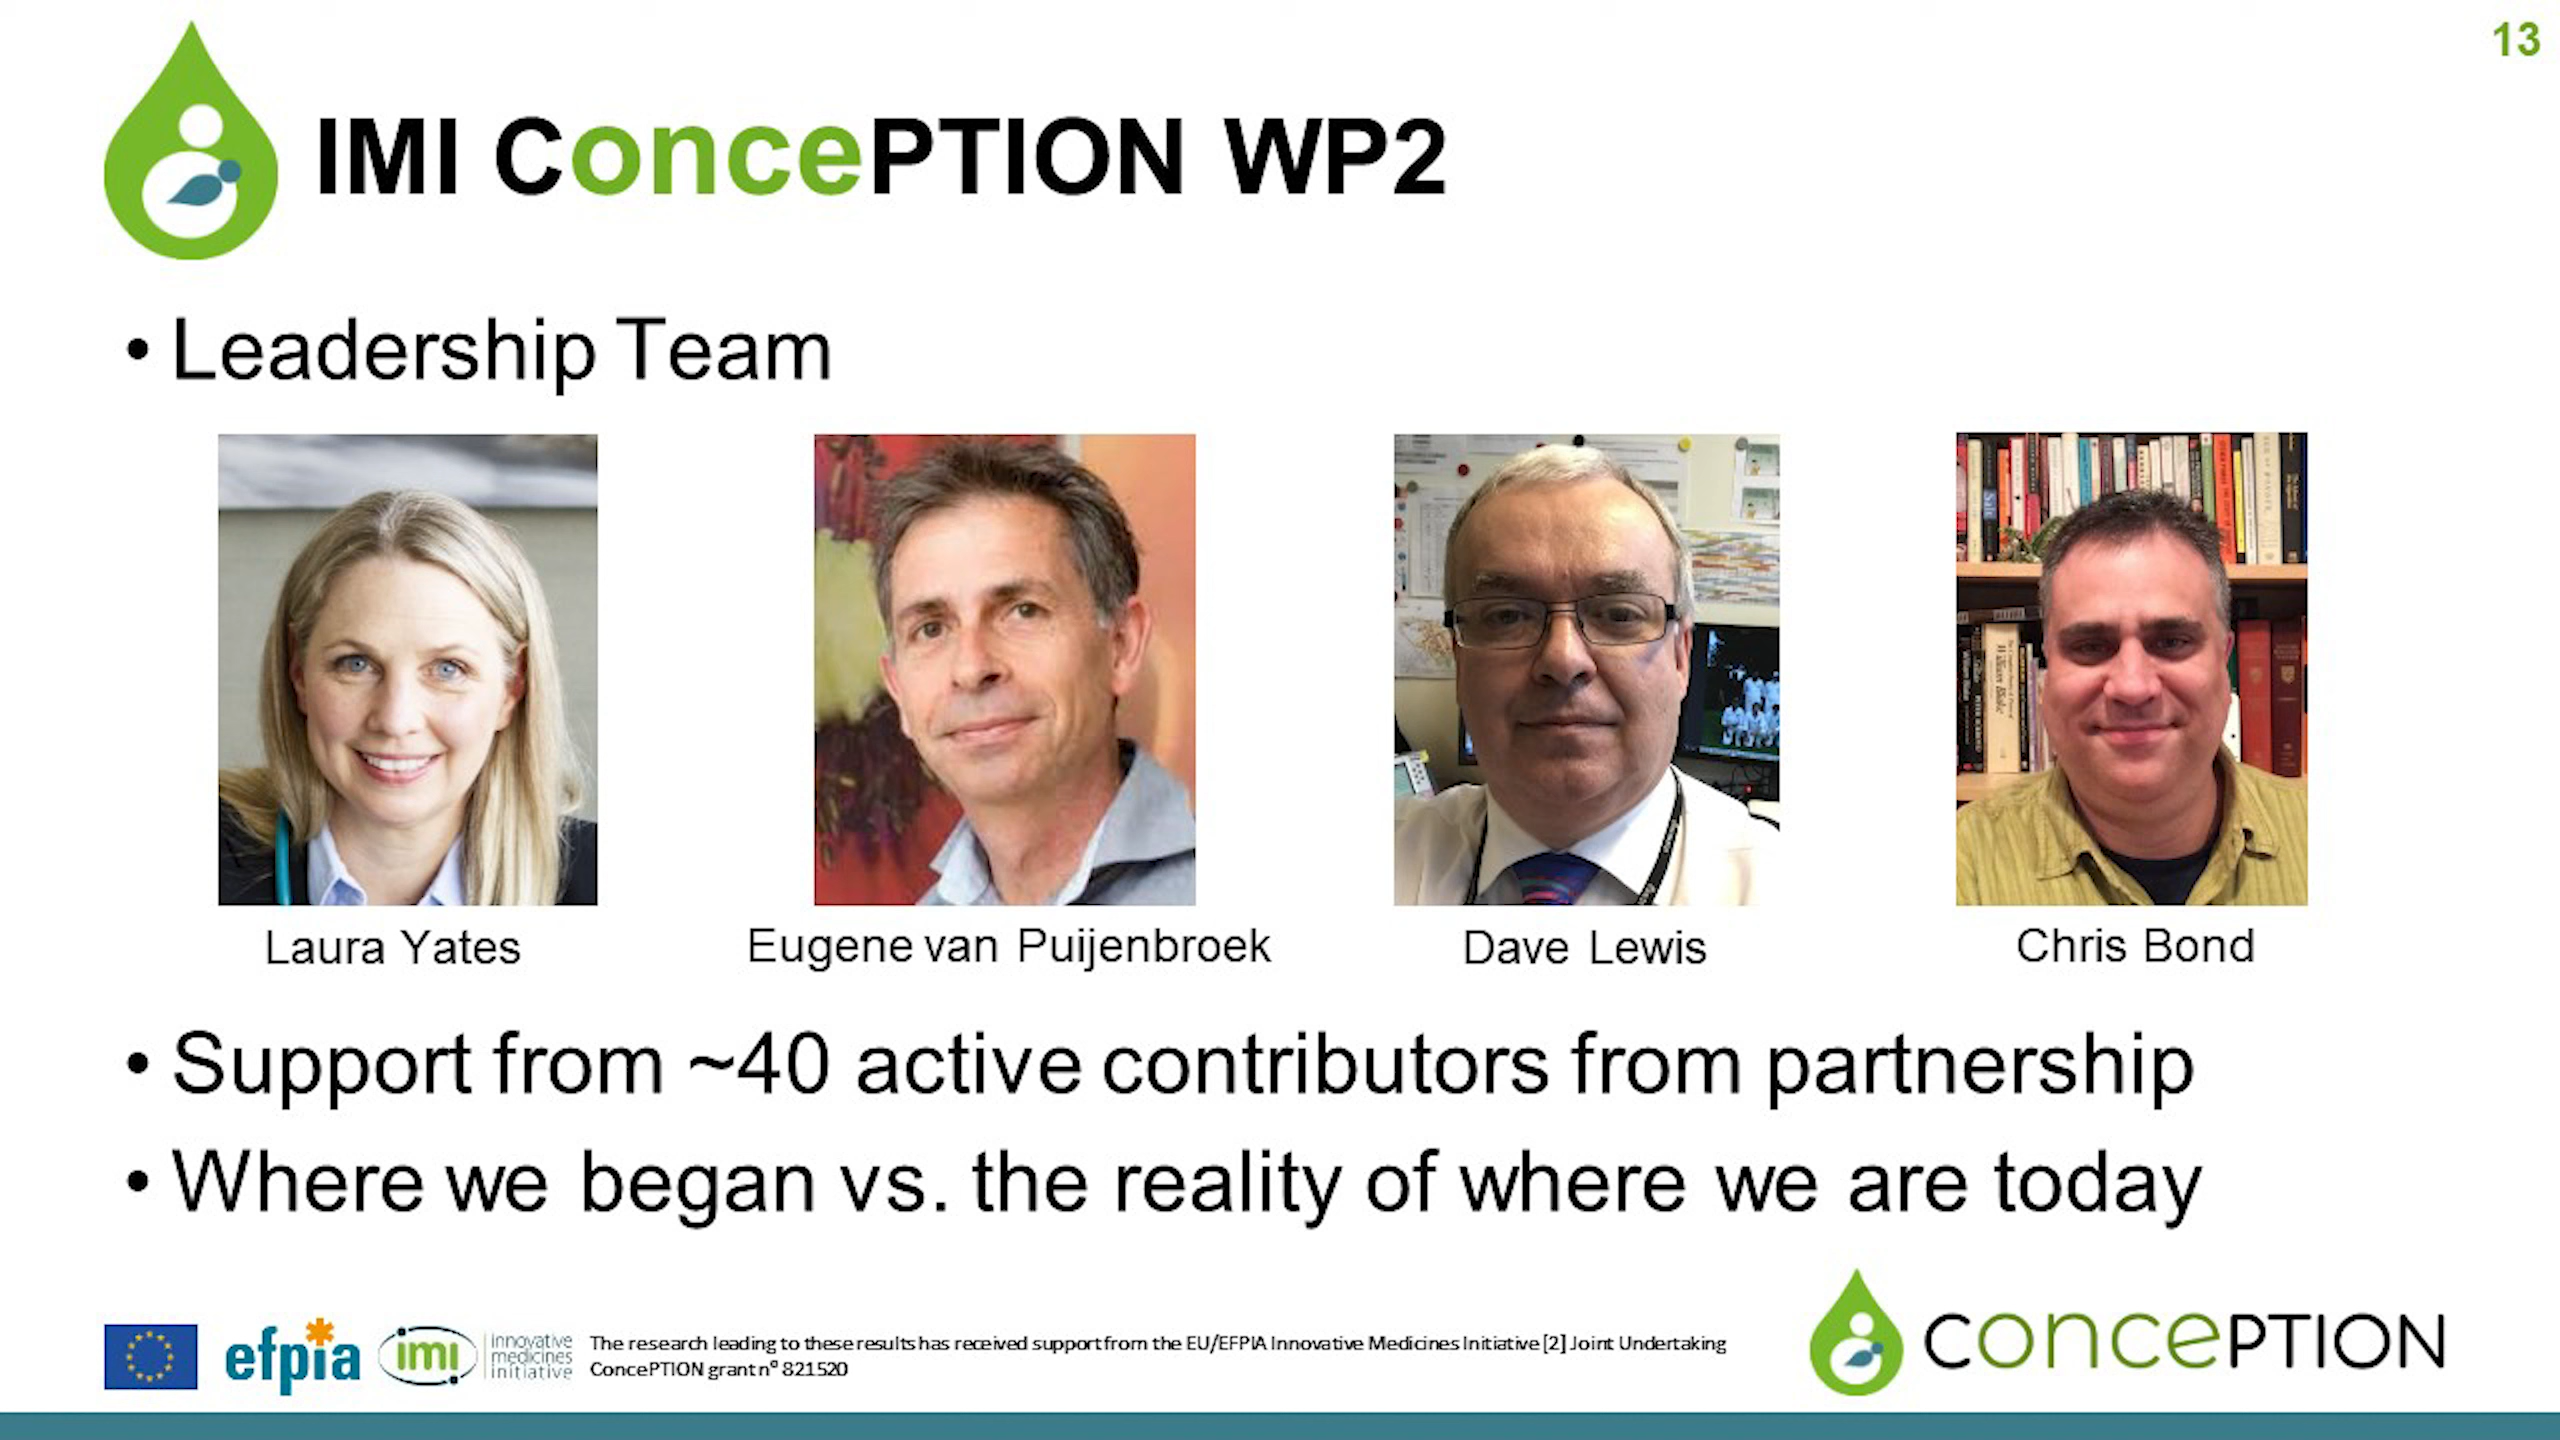 13
IMI ConcePTION WP2
• Leadership Team
Laura Yates
Eugene van Puijenbroek
Dave Lewis
Chris Bond
• Support from ~40 active contributors from partnership
• Where we began vs. the reality of where we are today
efpia
imi
innovative
medicines
initiative
The research leading to these results has received support from the EU/EFPIA Innovative Medicines Initiative [2] Joint Undertaking
ConcePTION grant nº 821520
ConcePTION